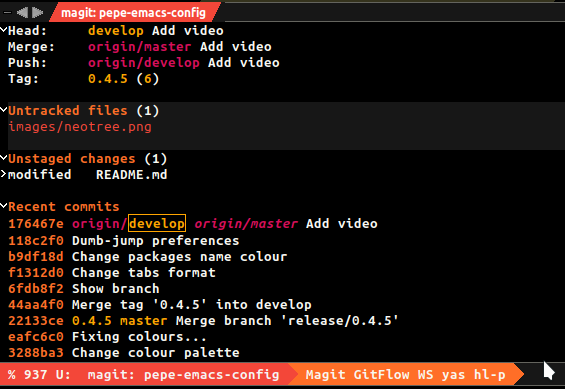 magit: pepe-emacs-config
Head: develop Add video
Merge: origin/master Add video
Push: origin/develop Add video
Tag: 0.4.5 (6)
Untracked files (1)
images/neotree.png
Unstaged changes (1)
modified README.md
Recent commits
176467e origin/develop origin/master Add video
118c2f0 Dumb-jump preferences
b9df18d Change packages name colour
f1312d0 Change tabs format
6fdb8f2 Show branch
44aa4f0 Merge tag '0.4.5' into develop
22133ce 0.4.5 master Merge branch 'release/0.4.5'
eafc6c0 Fixing colours...
3288ba3 Change colour palette
% 937 U: magit: pepe-emacs-config Magit GitFlow WS yas hl-p